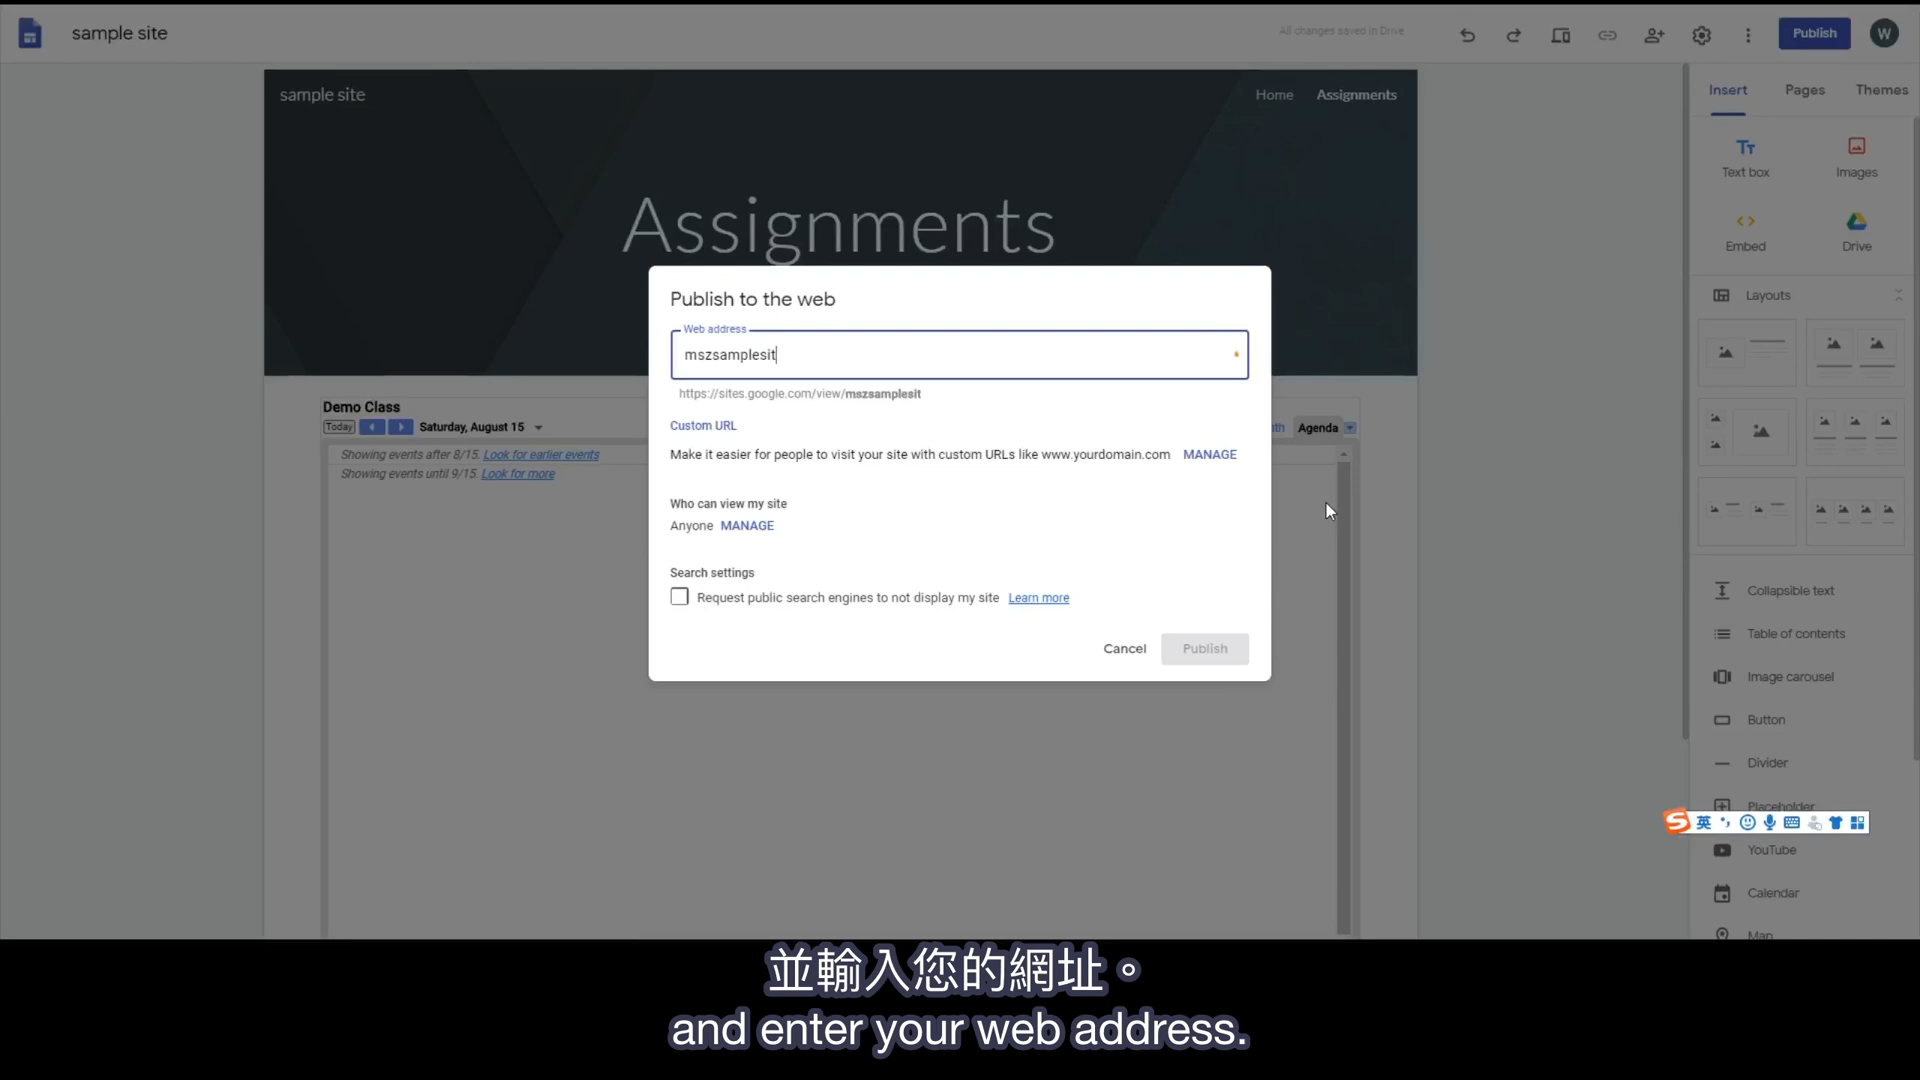 sample site
All changes saved in Drive
Publish
W
sample site
Home
Assignments
Insert
Pages
Themes
Assignments
Text box
Images
Embed
Drive
Layouts
Publish to the web
Web address
mszsamplesit
https://sites.google.com/view/mszsamplesit
Custom URL
Make it easier for people to visit your site with custom URLs like www.yourdomain.com MANAGE
Who can view my site
Anyone MANAGE
Search settings
Request public search engines to not display my site Learn more
Cancel
Publish
Demo Class
Today
Saturday, August 15
Agenda
Showing events after 8/15. Look for earlier events
Showing events until 9/15. Look for more
Collapsible text
Table of contents
Image carousel
Button
Divider
Placeholder
英
YouTube
Calendar
Map
並輸入您的網址。
and enter your web address.